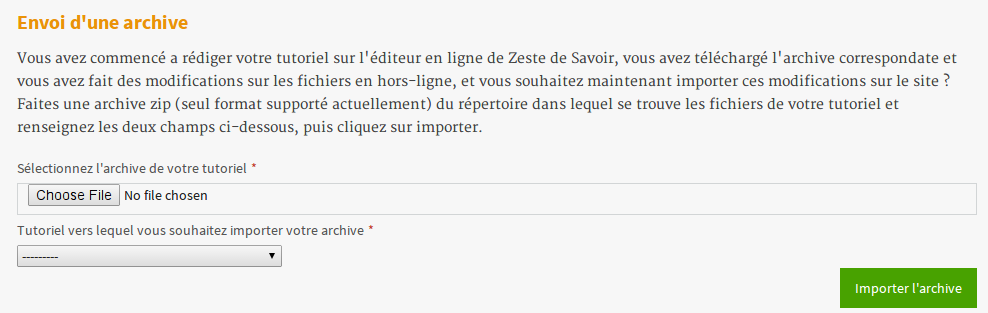 Envoi d'une archive
Vous avez commencé a rédiger votre tutoriel sur l'éditeur en ligne de Zeste de Savoir, vous avez téléchargé l'archive correspondate et
vous avez fait des modifications sur les fichiers en hors-ligne, et vous souhaitez maintenant importer ces modifications sur le site ?
Faites une archive zip (seul format supporté actuellement) du répertoire dans lequel se trouve les fichiers de votre tutoriel et
renseignez les deux champs ci-dessous, puis cliquez sur importer.
Sélectionnez l'archive de votre tutoriel *
Choose File No file chosen
Tutoriel vers lequel vous souhaitez importer votre archive *
---------
Importer l'archive